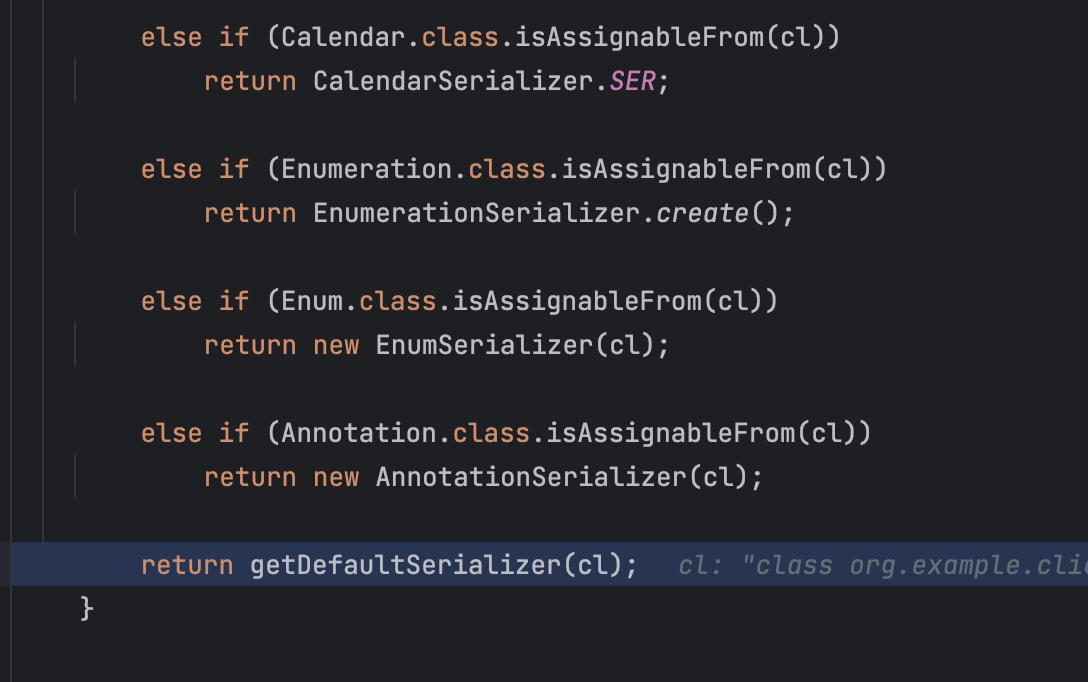 else if (Calendar.class.isAssignableFrom(cl))
return CalendarSerializer.SER;
else if (Enumeration.class.isAssignableFrom(cl))
return EnumerationSerializer.create();
else if (Enum.class.isAssignableFrom(cl))
return new EnumSerializer(cl);
else if (Annotation.class.isAssignableFrom(cl))
return new AnnotationSerializer(cl);
return getDefaultSerializer(cl); cl: "class org.example.clie
}